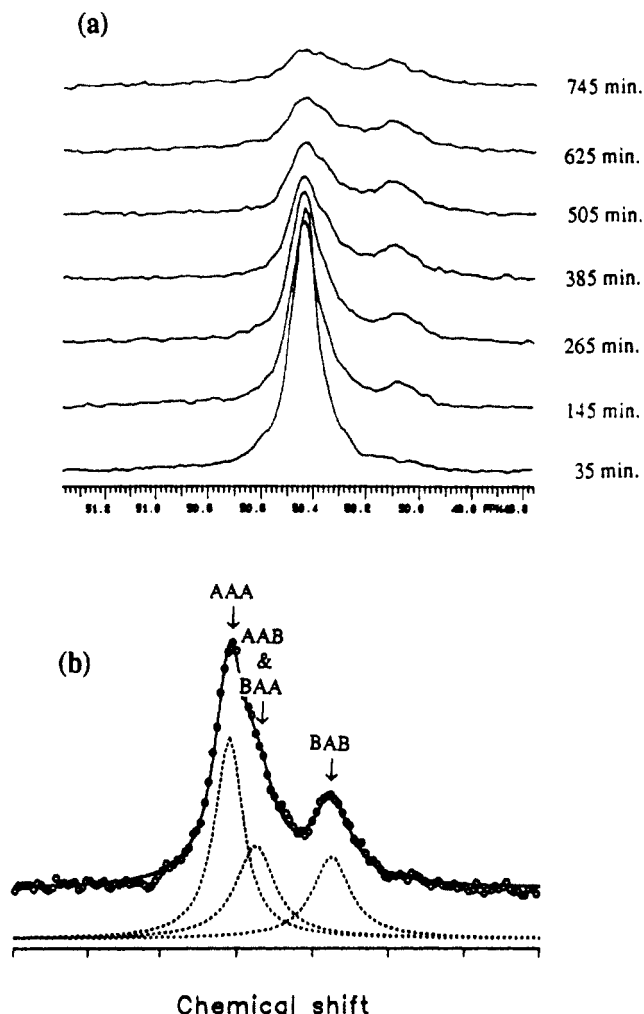 (a)
745 min.
625 min.
505 min.
385 min.
265 min.
145 min.
35 min.
AAA
AAB
&
(b)
BAA
BAB
Chemical shift